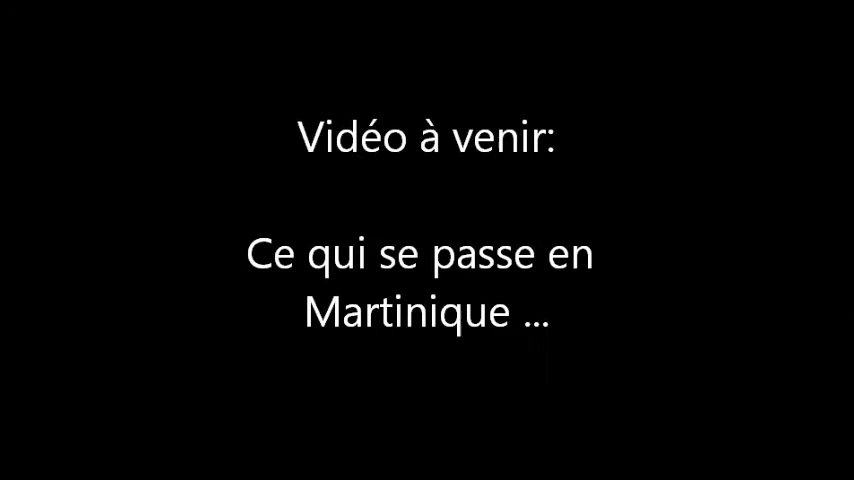 Vidéo à venir:
Ce qui se passe en
Martinique ...